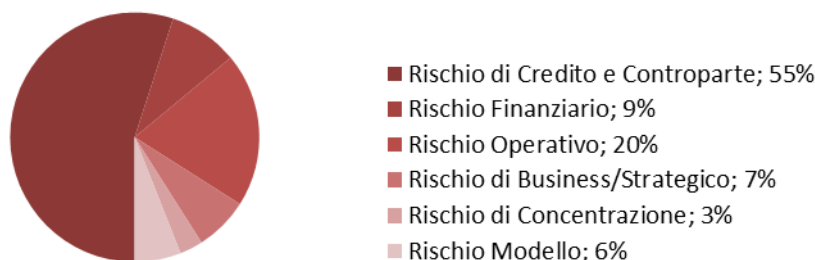 Rischio di Credito e Controparte; 55%
Rischio Finanziario; 9%
Rischio Operativo; 20%
Rischio di Business/Strategico; 7%
Rischio di Concentrazione; 3%
Rischio Modello; 6%